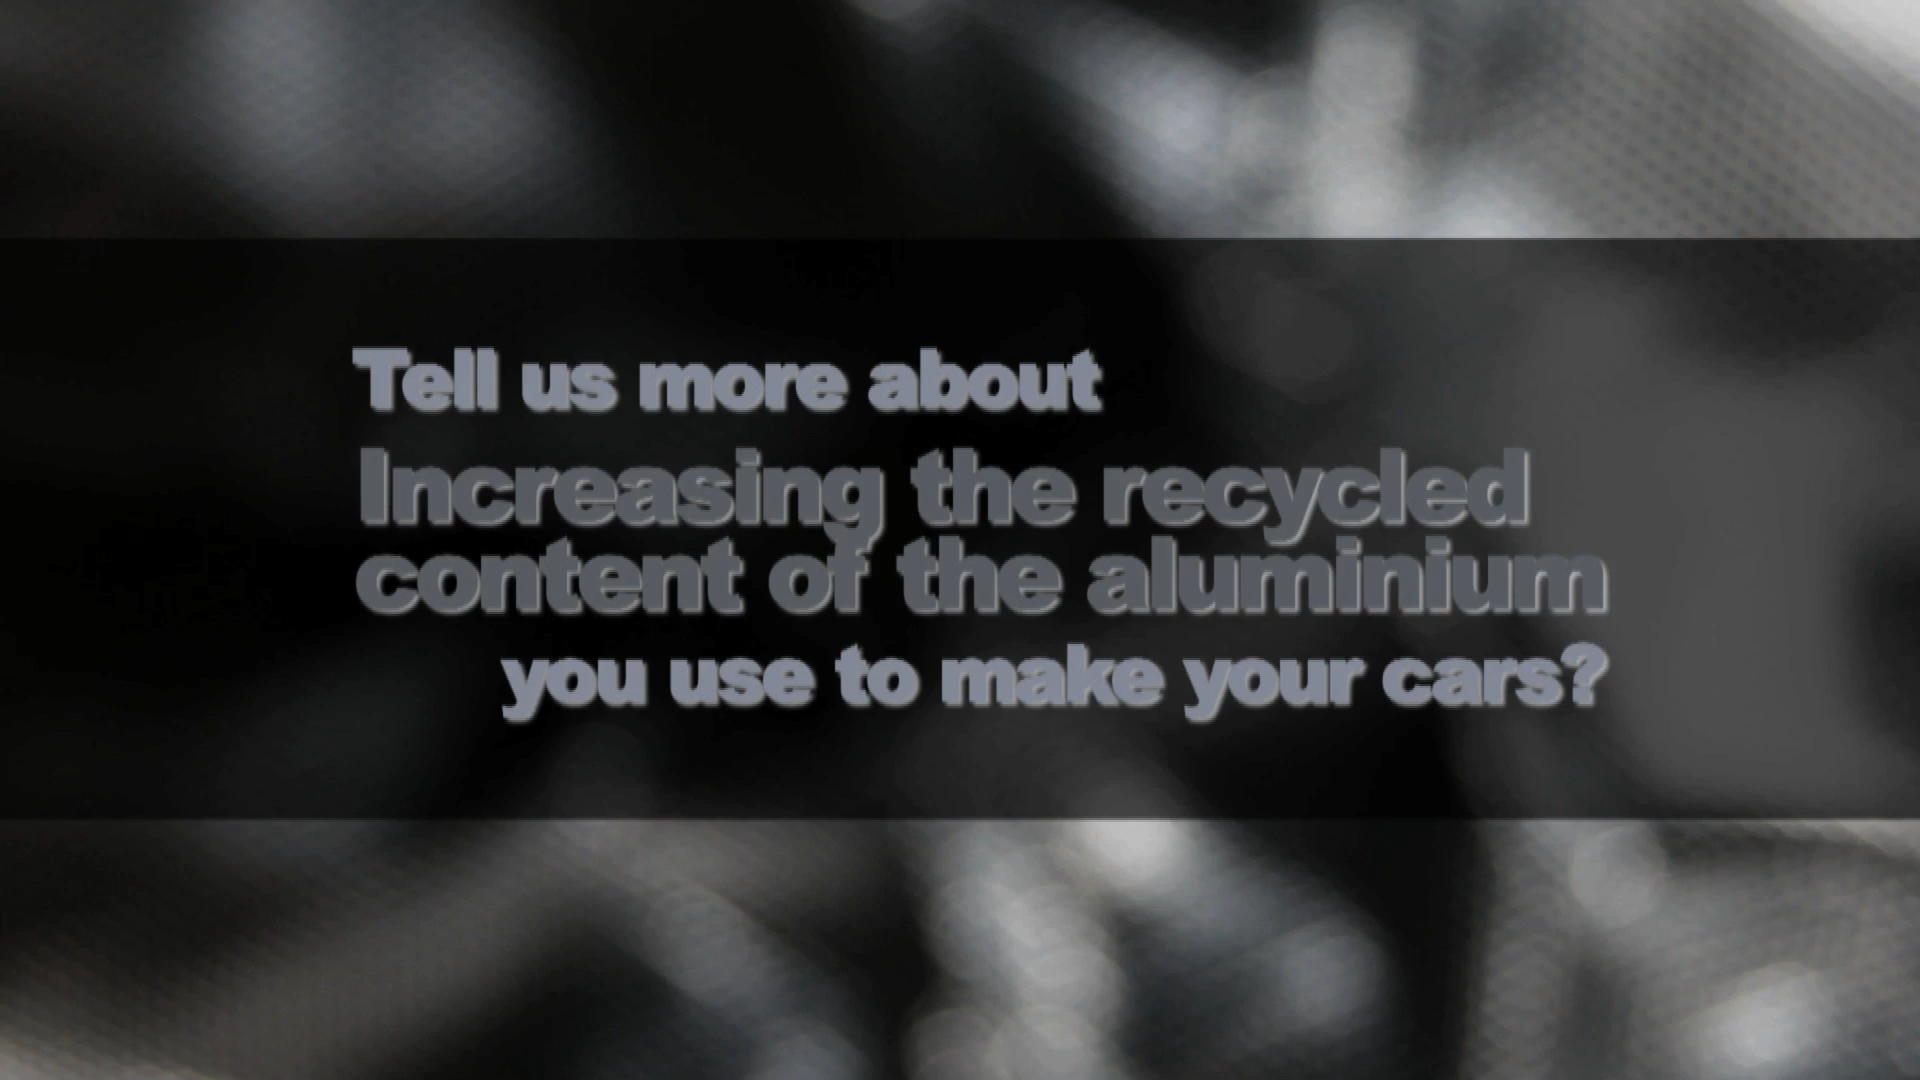 Tell us more about
Increasing the recycled
content of the aluminium
you use to make your cars?